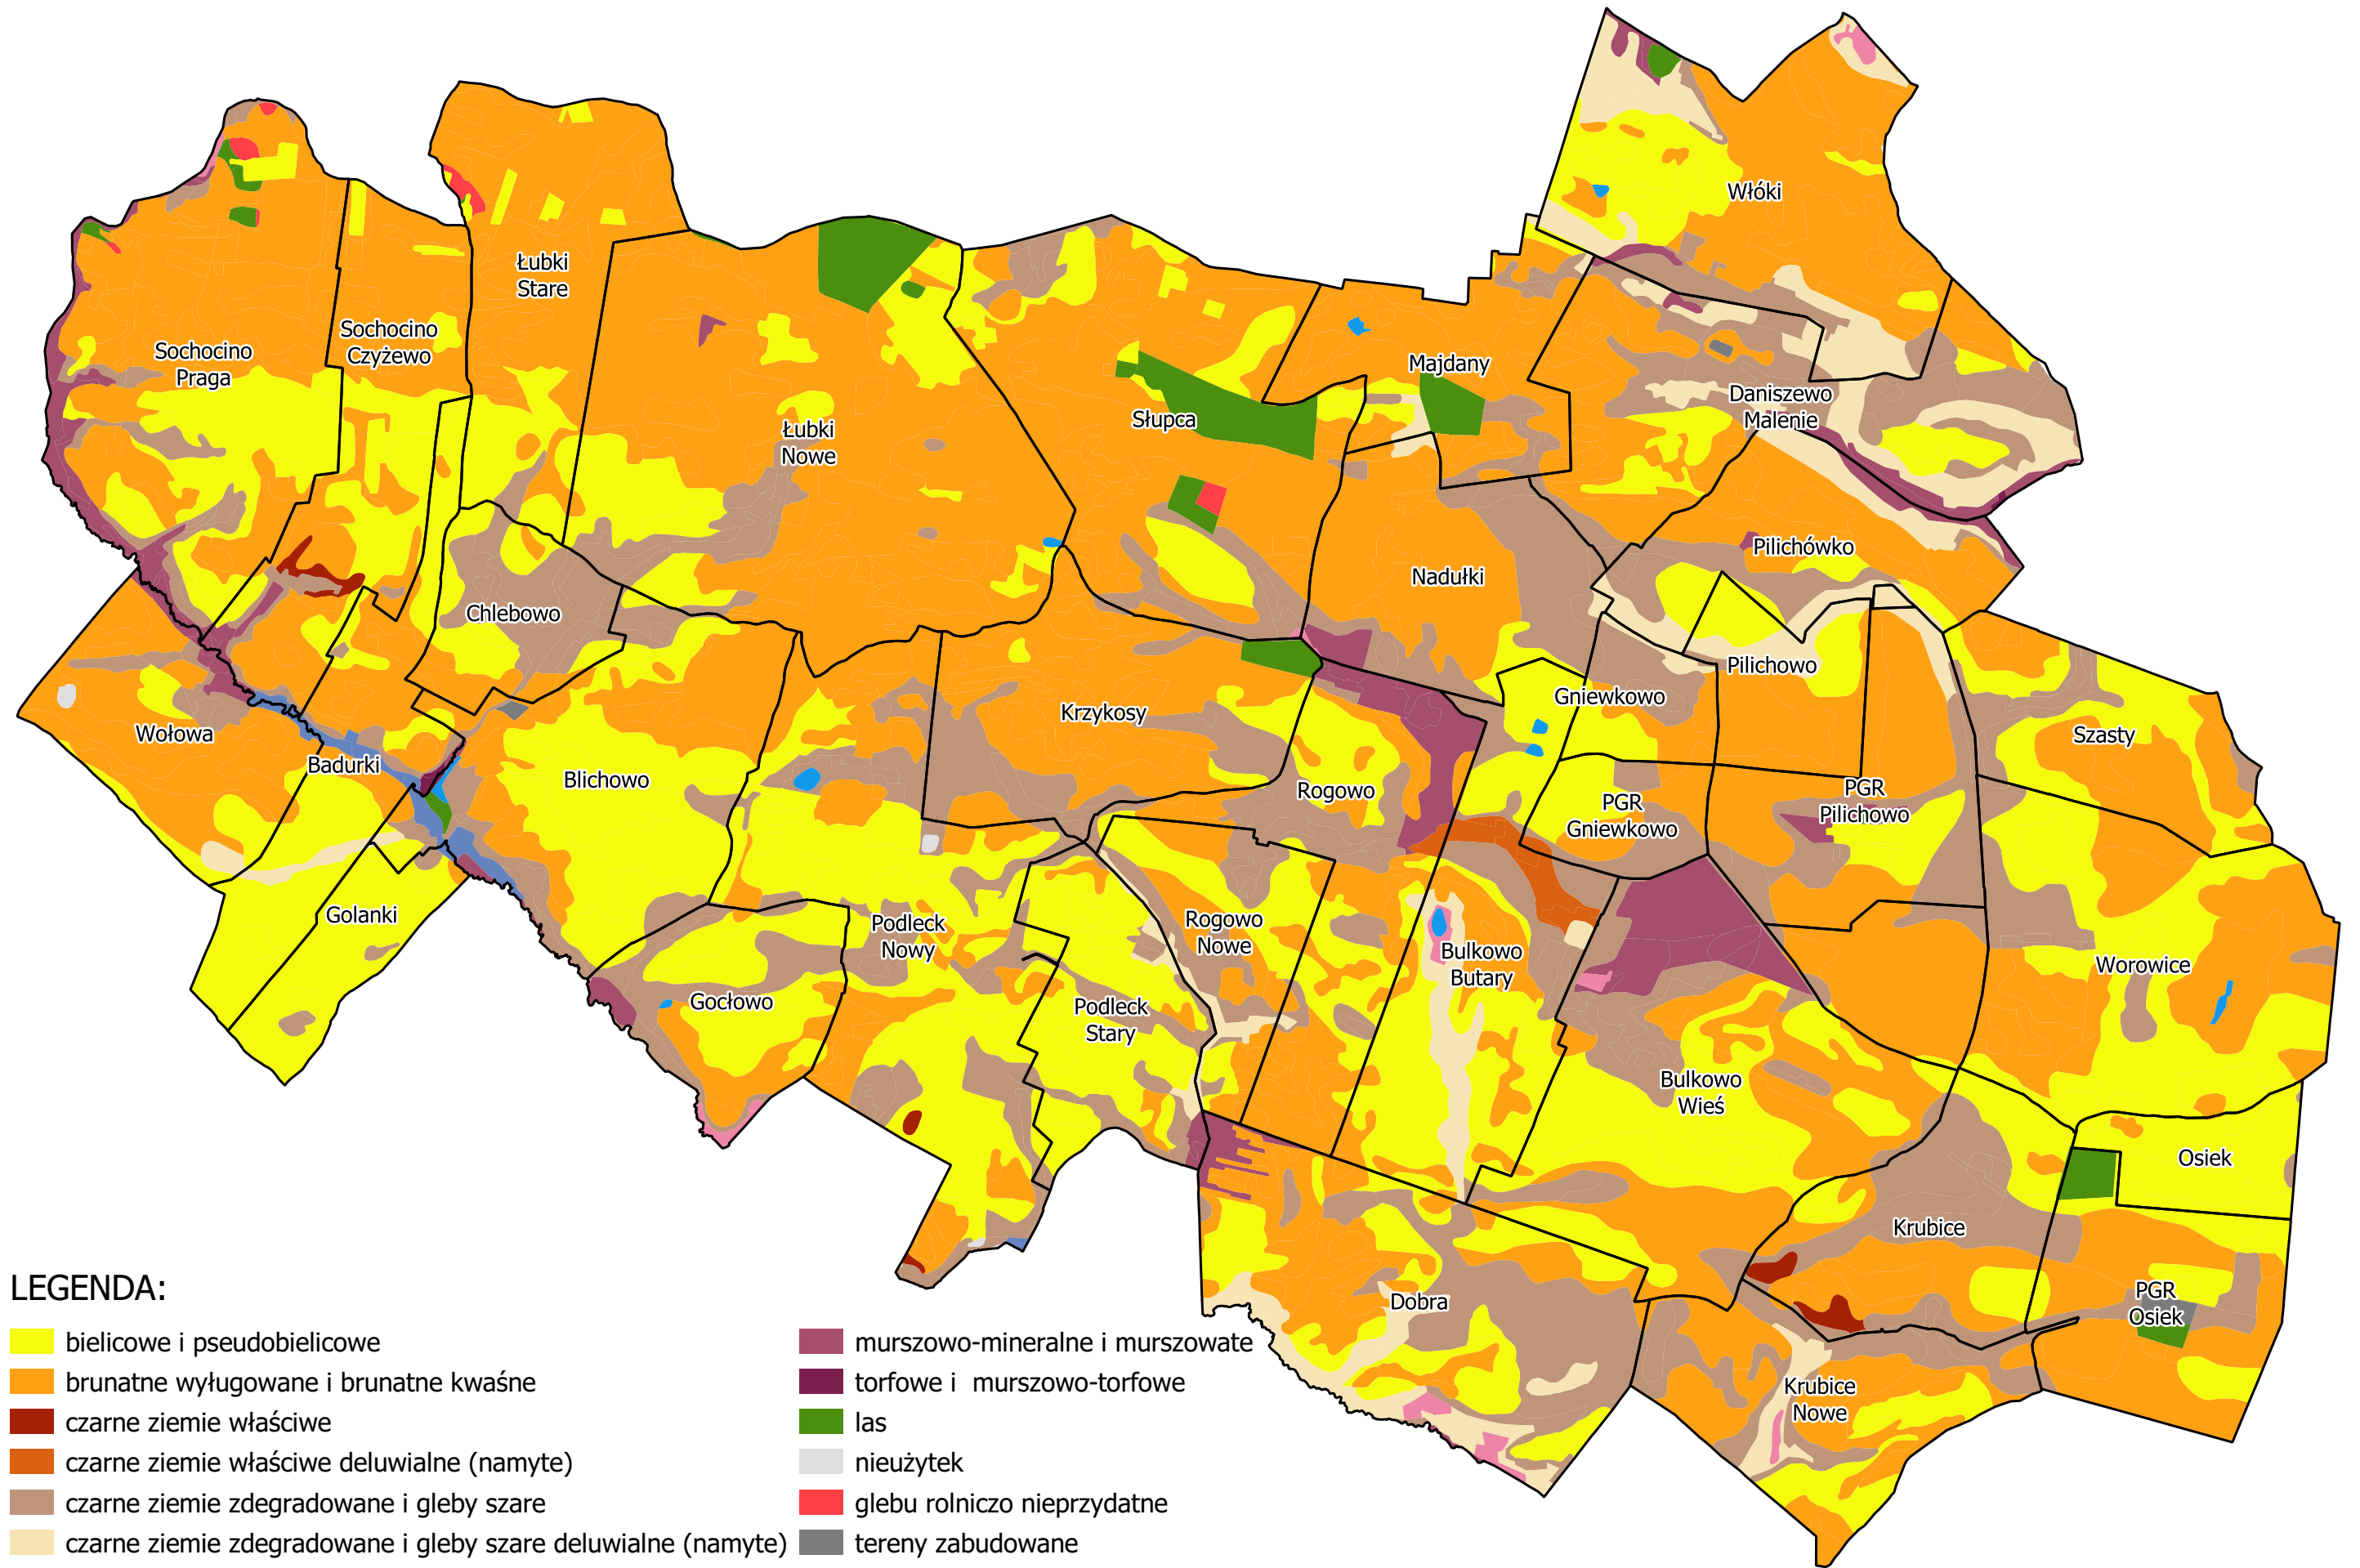 Włóki
Łubki
Stare
Sochocino
Czyżewo
Sochocino
Praga
Majdany
Daniszewo
Malenie
Słupca
Łubki
Nowe
Pilichówko
Nadułki
Chlebowo
Pilichowo
Gniewkowo
Krzykosy
Wołowa
Szasty
Badurki
Blichowo
Rogowo
PGR
Gniewkowo
PGR
Pilichowo
Golanki
Podleck
Nowy
Rogowo
Nowe
Bulkowo
Butary
Worowice
Gocłowo
Podleck
Stary
Bulkowo
Wieś
Osiek
Krubice
Dobra
PGR
Osiek
Krubice
Nowe
LEGENDA:
bielicowe i pseudobielicowe
brunatne wyługowane i brunatne kwaśne
czarne ziemie właściwe
czarne ziemie właściwe deluwialne (namyte)
czarne ziemie zdegradowane i gleby szare
czarne ziemie zdegradowane i gleby szare deluwialne (namyte)
murszowo-mineralne i murszowate
torfowe i  murszowo-torfowe
las
nieużytek
glebu rolniczo nieprzydatne
tereny zabudowane